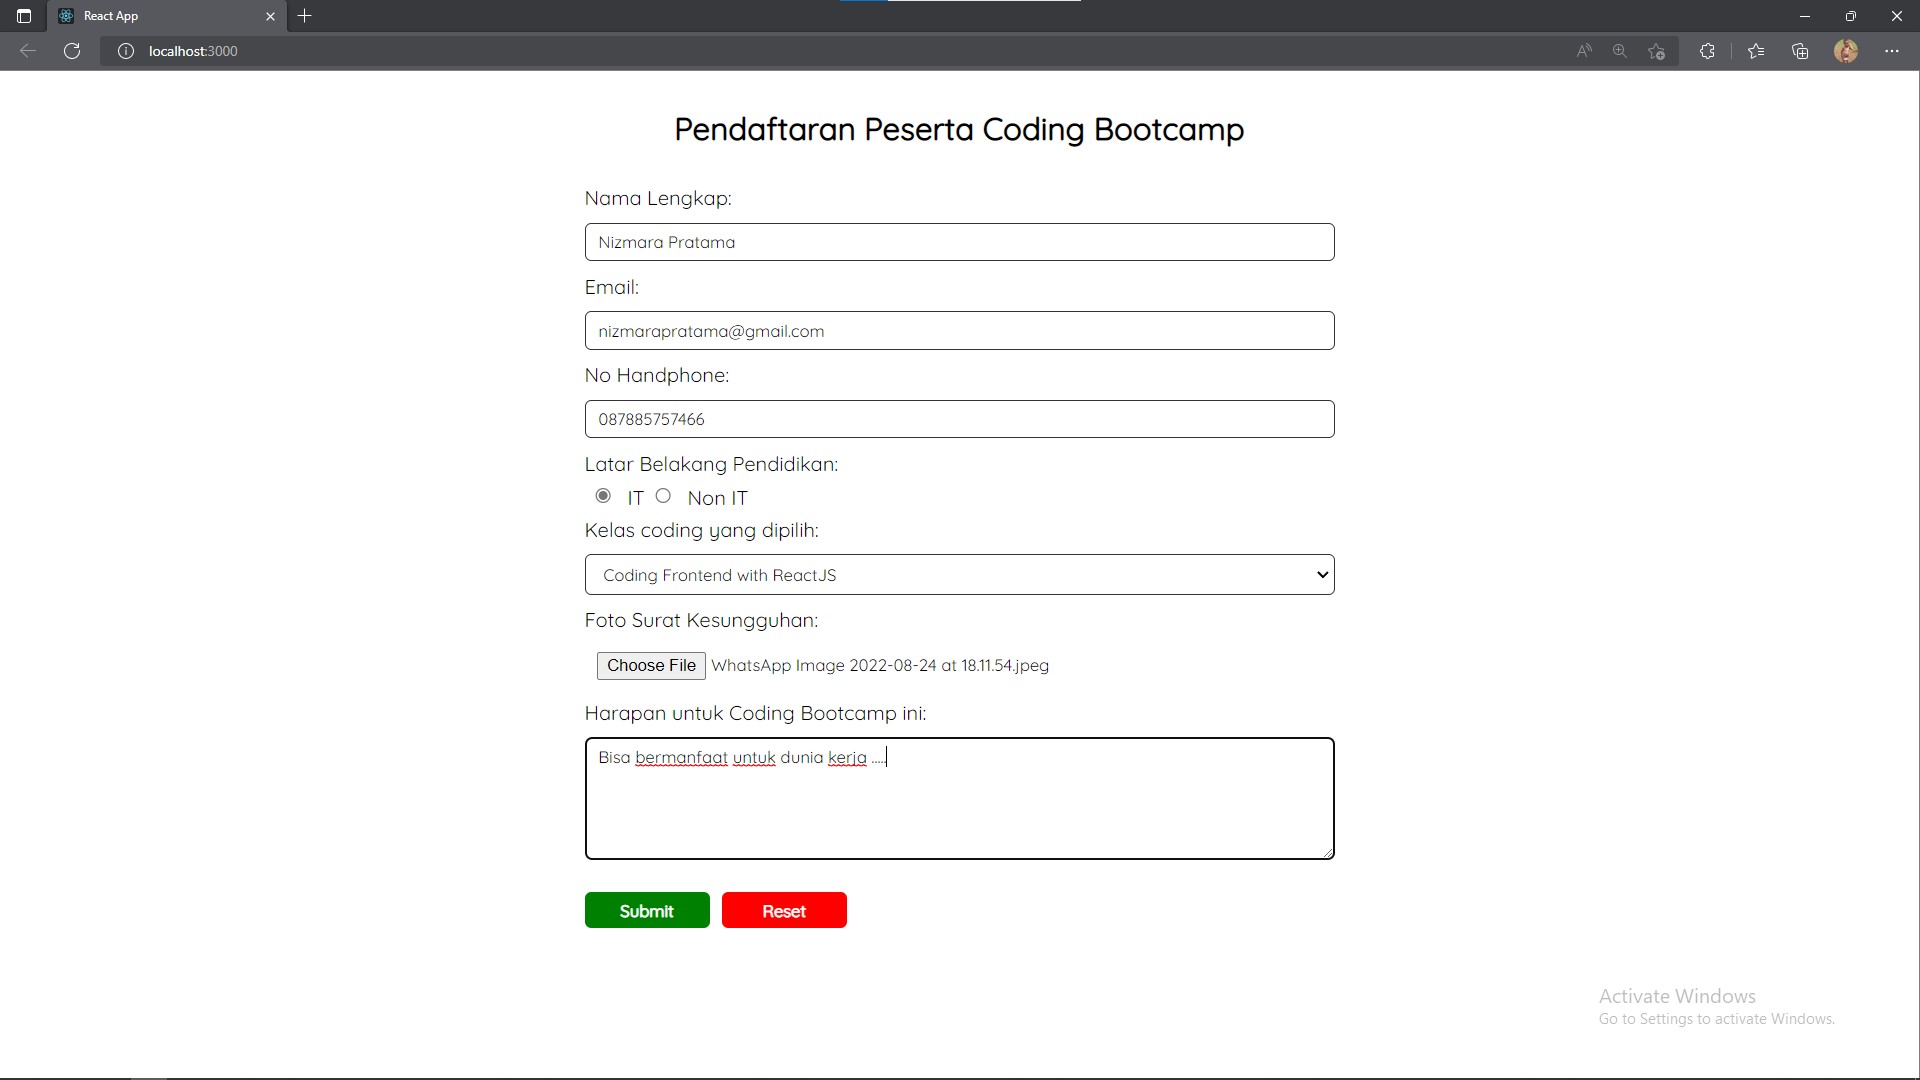 React App
localhost:3000
Pendaftaran Peserta Coding Bootcamp
Nama Lengkap:
Nizmara Pratama
Email:
nizmarapratama@gmail.com
No Handphone:
087885757466
Latar Belakang Pendidikan:
IT Non IT
Kelas coding yang dipilih:
Coding Frontend with ReactJS
Foto Surat Kesungguhan:
Choose File WhatsApp Image 2022-08-24 at 18.11.54.jpeg
Harapan untuk Coding Bootcamp ini:
Bisa bermanfaat untuk dunia kerja .....
Submit Reset
Activate Windows
Go to Settings to activate Windows.